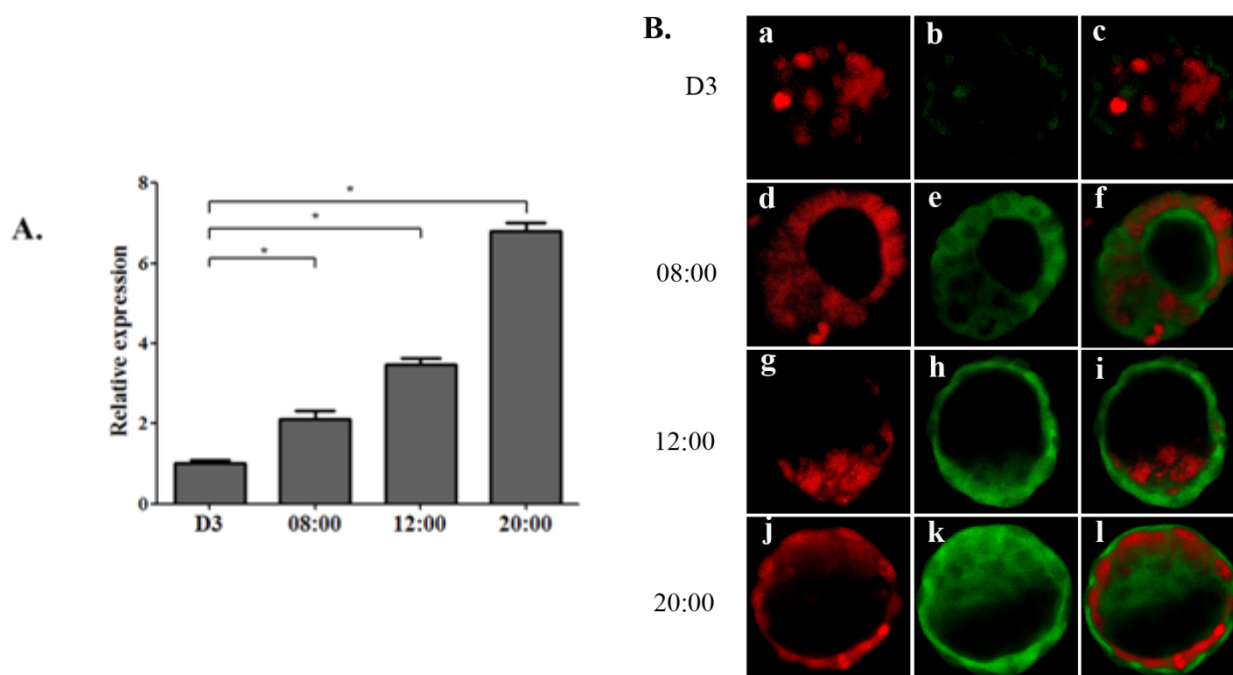 A.
Relative expression
8
6
4
2
0
*
*
*
D3 08:00 12:00 20:00
B.
D3 a b c
08:00 d e f
12:00 g h i
20:00 j k l